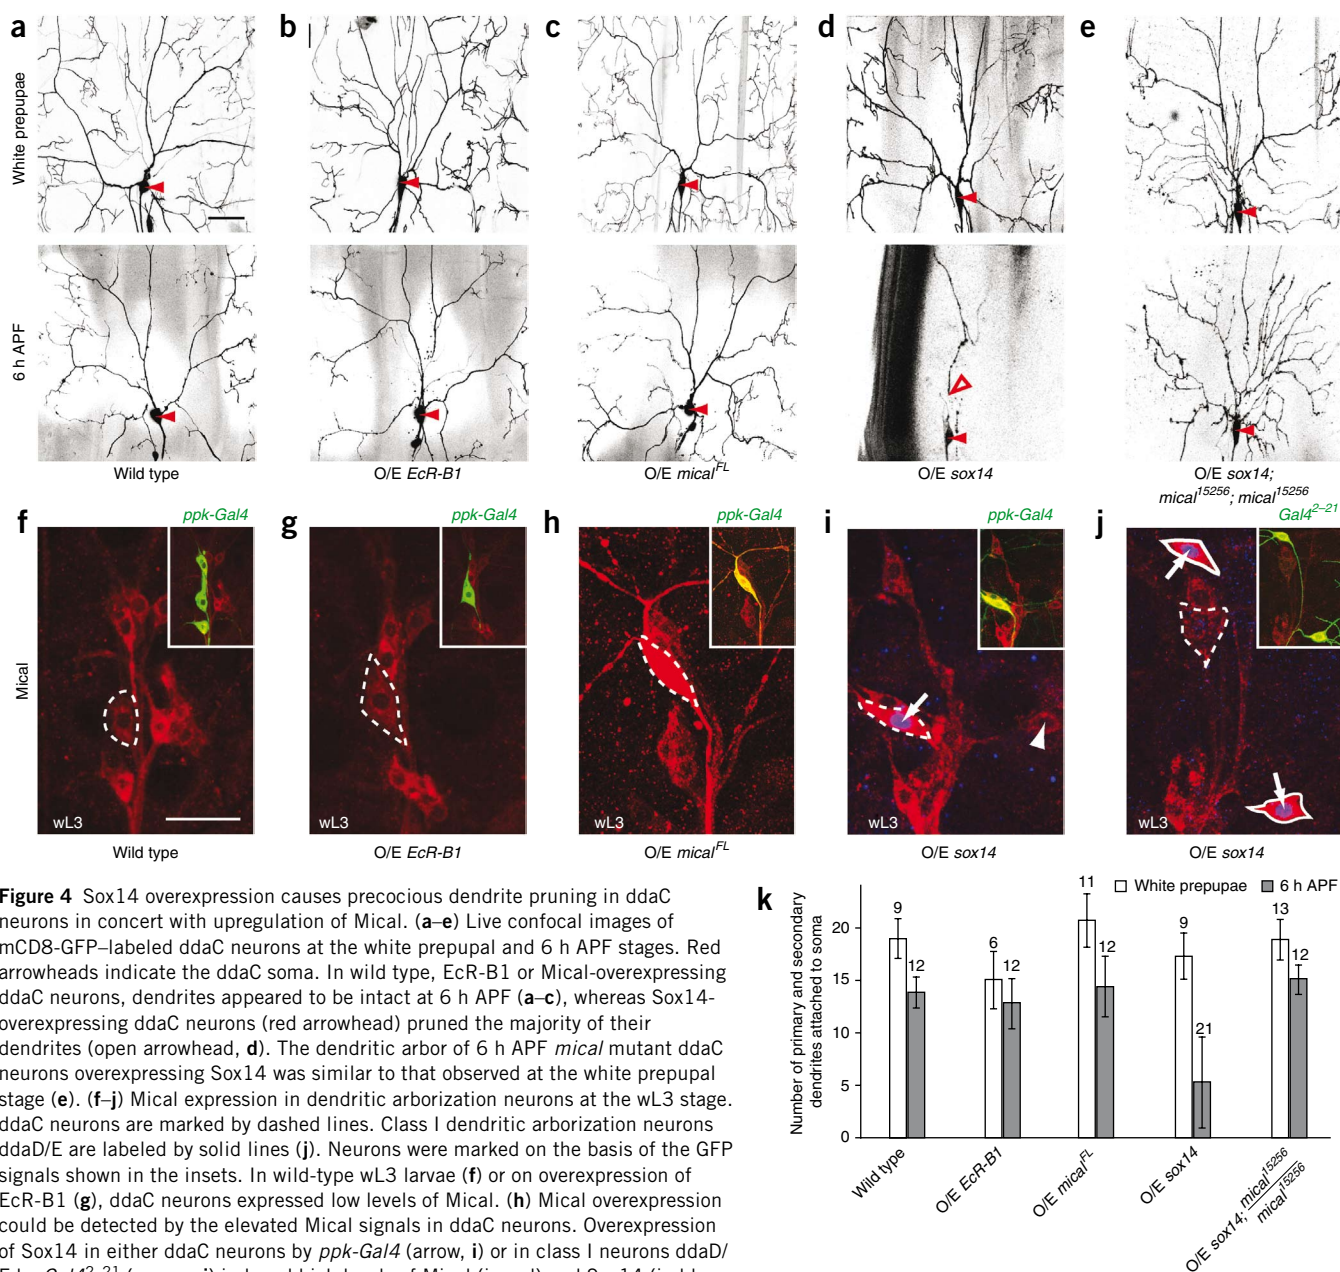 a
b
c
d
e
White prepupae
6 h APF
Wild type
O/E EcR-B1
O/E mical^FL
O/E sox14
O/E sox14;
mical^15256; mical^15256
f
ppk-Gal4
g
ppk-Gal4
h
ppk-Gal4
i
ppk-Gal4
j
Gal4^2–21
Mical
wL3
wL3
wL3
wL3
wL3
Wild type
O/E EcR-B1
O/E mical^FL
O/E sox14
O/E sox14
Figure 4 Sox14 overexpression causes precocious dendrite pruning in ddaC
neurons in concert with upregulation of Mical. (a–e) Live confocal images of
mCD8-GFP–labeled ddaC neurons at the white prepupal and 6 h APF stages. Red
arrowheads indicate the ddaC soma. In wild type, EcR-B1 or Mical-overexpressing
ddaC neurons, dendrites appeared to be intact at 6 h APF (a–c), whereas Sox14-
overexpressing ddaC neurons (red arrowhead) pruned the majority of their
dendrites (open arrowhead, d). The dendritic arbor of 6 h APF mical mutant ddaC
neurons overexpressing Sox14 was similar to that observed at the white prepupal
stage (e). (f–j) Mical expression in dendritic arborization neurons at the wL3 stage.
ddaC neurons are marked by dashed lines. Class I dendritic arborization neurons
ddaD/E are labeled by solid lines (j). Neurons were marked on the basis of the GFP
signals shown in the insets. In wild-type wL3 larvae (f) or on overexpression of
EcR-B1 (g), ddaC neurons expressed low levels of Mical. (h) Mical overexpression
could be detected by the elevated Mical signals in ddaC neurons. Overexpression
of Sox14 in either ddaC neurons by ppk-Gal4 (arrow, i) or in class I neurons ddaD/
k
White prepupae
6 h APF
Number of primary and secondary
dendrites attached to soma
20
15
10
5
0
9
12
6
12
11
12
9
21
13
12
Wild type
O/E EcR-B1
O/E mical^FL
O/E sox14
O/E sox14; mical^15256
mical^15256